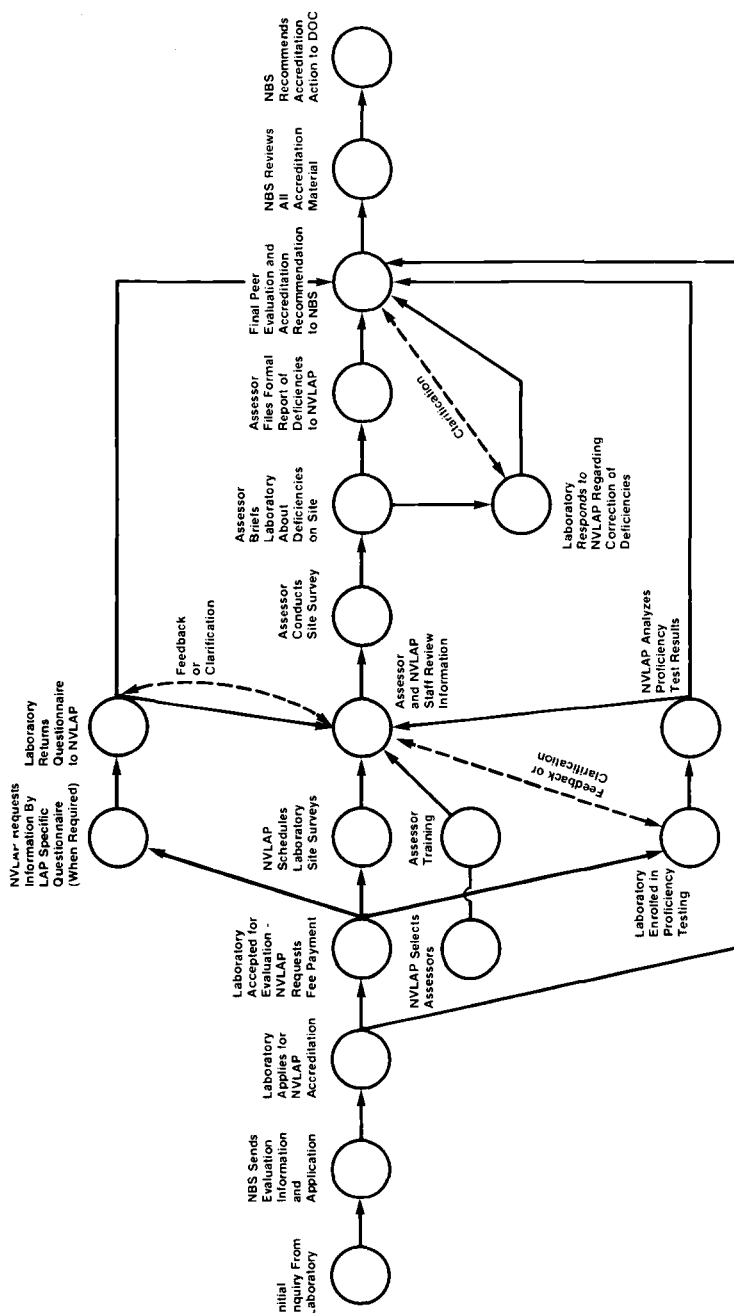 NVLAP Requests
Information By
LAP Specific
Questionnaire
(When Required)
Laboratory
Returns
Questionnaire
to NVLAP
Feedback
or
Clarification
nitial
nquiry From
Laboratory
NBS Sends
Evaluation
Information
and
Application
Laboratory
Applies for
NVLAP
Accreditation
Laboratory
Accepted for
Evaluation -
NVLAP
Requests
Fee Payment
NVLAP
Schedules
Laboratory
Site Surveys
Assessor
and NVLAP
Staff Review
Information
Assessor
Conducts
Site Survey
Assessor
Briefs
Laboratory
About
Deficiencies
on Site
Assessor
Files Formal
Report of
Deficiencies
to NVLAP
Final Peer
Evaluation and
Accreditation
Recommendation
to NBS
NBS Reviews
All
Accreditation
Material
NBS
Recommends
Accreditation
Action to DOC
NVLAP Selects
Assessors
Assessor
Training
Clarification
Laboratory
Responds to
NVLAP Regarding
Correction of
Deficiencies
Feedback or
Clarification
Laboratory
Enrolled in
Proficiency
Testing
NVLAP Analyzes
Proficiency
Test Results